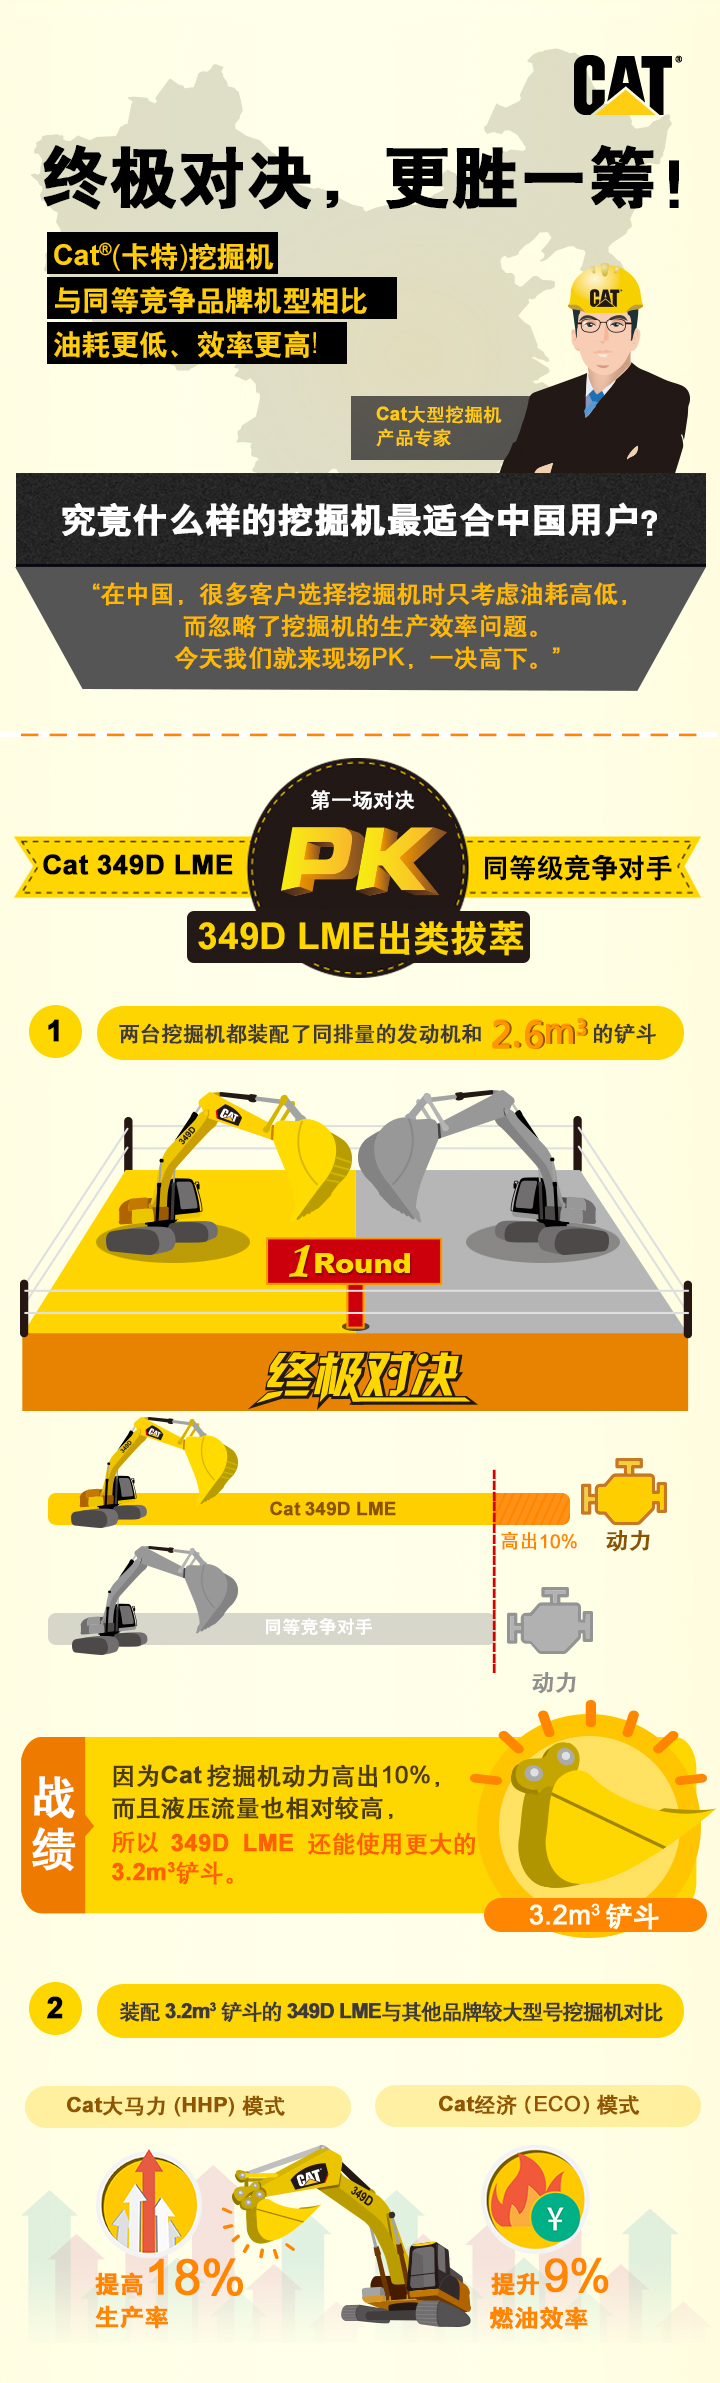 CAT®
终极对决，更胜一筹！
Cat®(卡特)挖掘机
与同等竞争品牌机型相比
油耗更低、效率更高!
CAT
Cat大型挖掘机
产品专家
究竟什么样的挖掘机最适合中国用户？
“在中国，很多客户选择挖掘机时只考虑油耗高低，
而忽略了挖掘机的生产效率问题。
今天我们就来现场PK，一决高下。”
第一场对决
Cat 349D LME
PK
同等级竞争对手
349D LME出类拔萃
1
两台挖掘机都装配了同排量的发动机和 2.6m³ 的铲斗
CAT
349D
1 Round
终极对决
CAT
349D
Cat 349D LME
高出10%
动力
同等竞争对手
动力
战绩
因为Cat 挖掘机动力高出10%，
而且液压流量也相对较高，
所以 349D LME 还能使用更大的
3.2m³铲斗。
3.2m³ 铲斗
2
装配 3.2m³ 铲斗的 349D LME与其他品牌较大型号挖掘机对比
Cat大马力 (HHP) 模式
Cat经济（ECO）模式
CAT
349D
¥
提高18%
生产率
提升9%
燃油效率